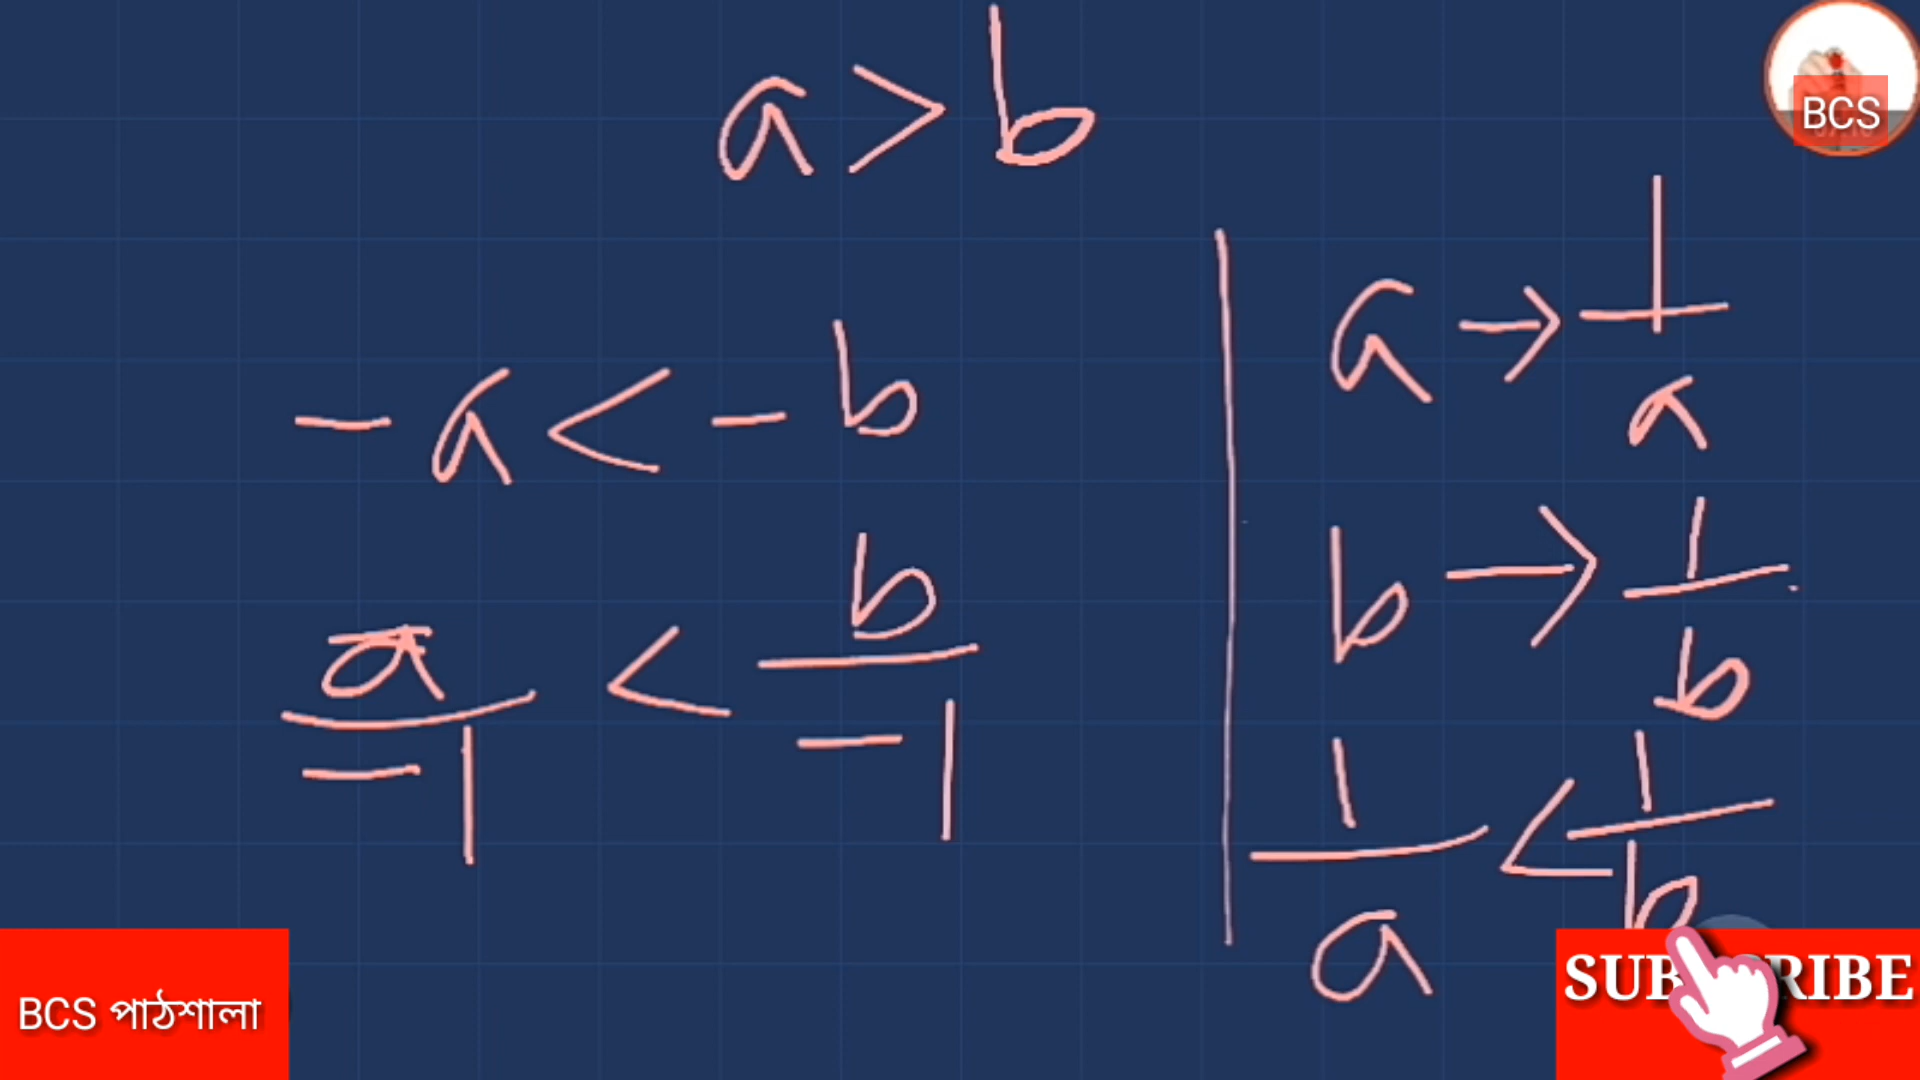 a > b
BCS
-a < -b
a/-1 < b/-1
a → 1/a
b → 1/b
1/a < 1/b
BCS পাঠশালা